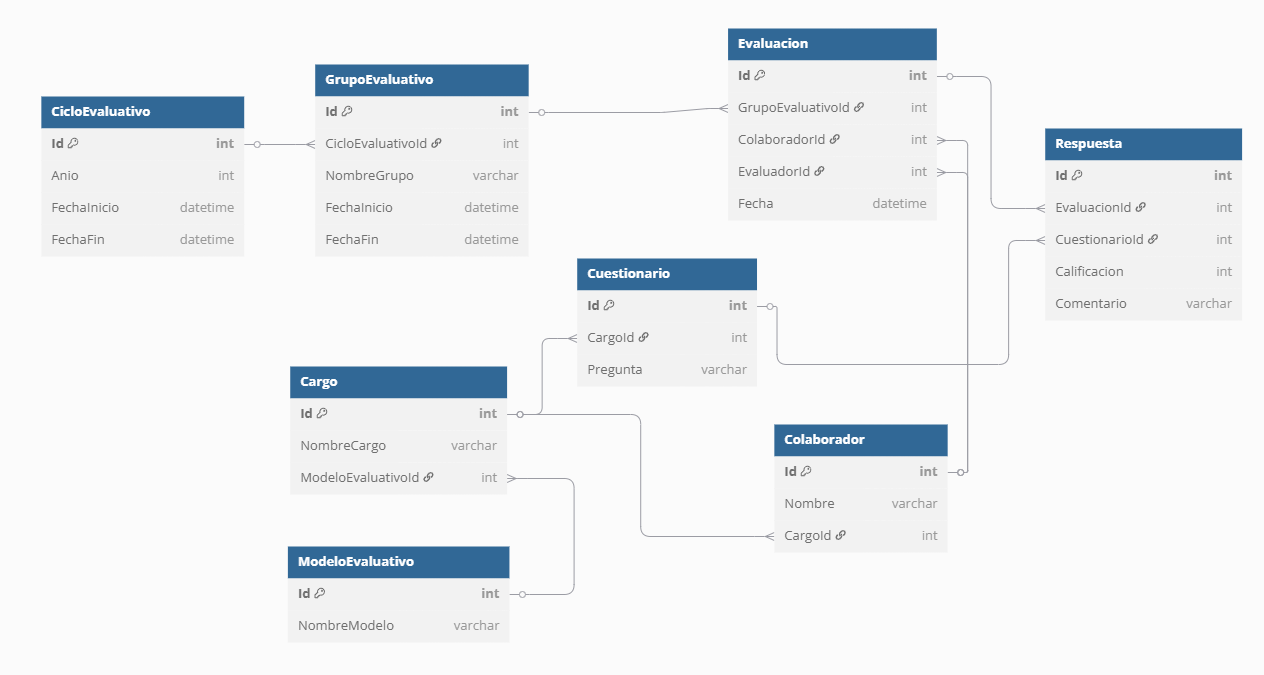 CicloEvaluativo
Id int
Anio int
FechaInicio datetime
FechaFin datetime
GrupoEvaluativo
Id int
CicloEvaluativoId int
NombreGrupo varchar
FechaInicio datetime
FechaFin datetime
Evaluacion
Id int
GrupoEvaluativoId int
ColaboradorId int
EvaluadorId int
Fecha datetime
Respuesta
Id int
EvaluacionId int
CuestionarioId int
Calificacion int
Comentario varchar
Cuestionario
Id int
CargoId int
Pregunta varchar
Cargo
Id int
NombreCargo varchar
ModeloEvaluativoId int
Colaborador
Id int
Nombre varchar
CargoId int
ModeloEvaluativo
Id int
NombreModelo varchar